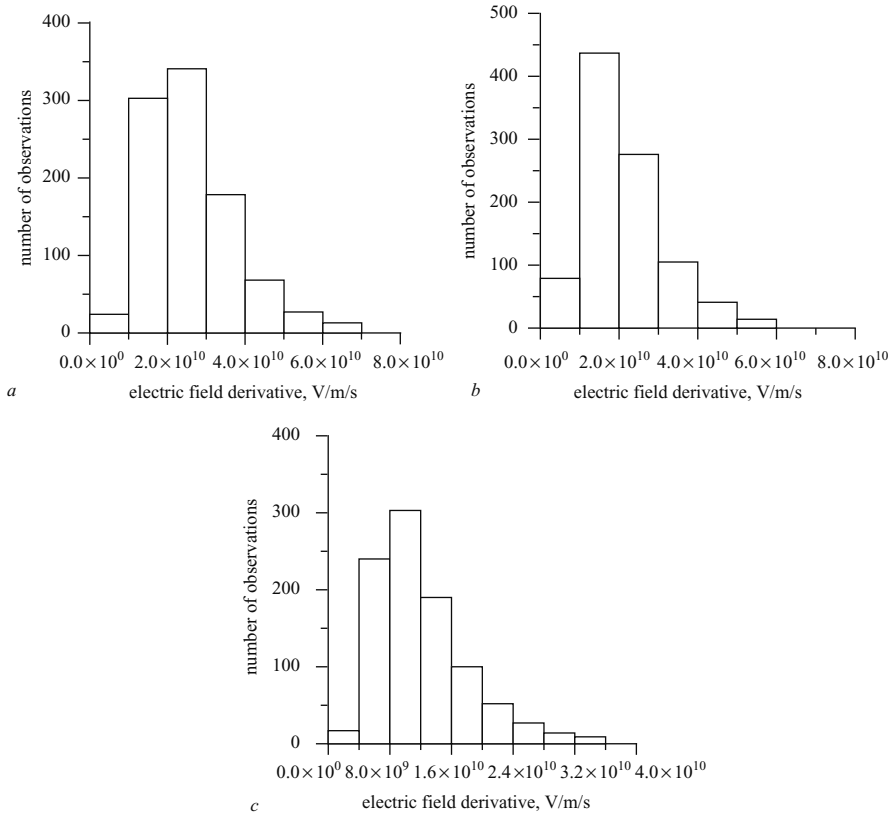 400
300
200
100
0
number of observations
0.0×10⁰ 2.0×10¹⁰ 4.0×10¹⁰ 6.0×10¹⁰ 8.0×10¹⁰
electric field derivative, V/m/s
a
500
400
300
200
100
0
number of observations
0.0×10⁰ 2.0×10¹⁰ 4.0×10¹⁰ 6.0×10¹⁰ 8.0×10¹⁰
electric field derivative, V/m/s
b
400
300
200
100
0
number of observations
0.0×10⁰ 8.0×10⁹ 1.6×10¹⁰ 2.4×10¹⁰ 3.2×10¹⁰ 4.0×10¹⁰
electric field derivative, V/m/s
c